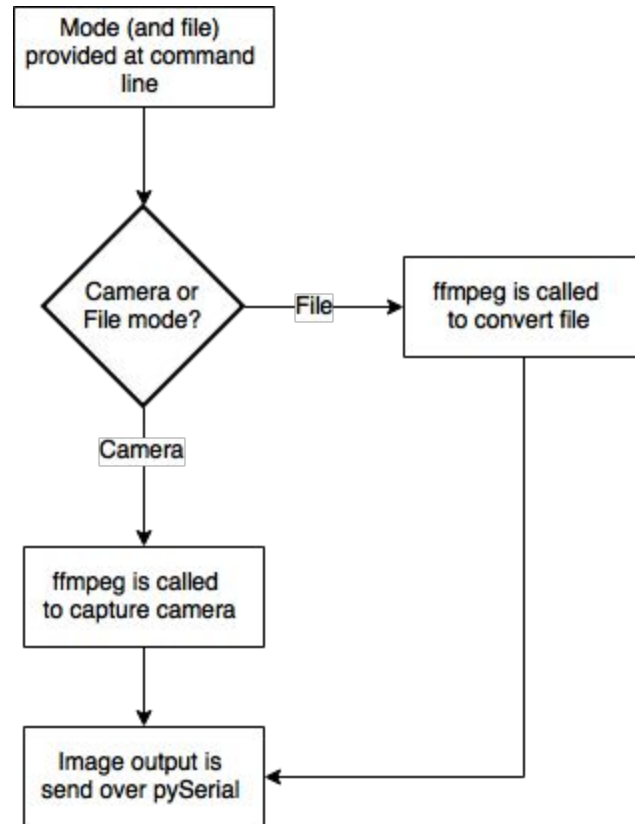 Mode (and file)
provided at command
line
Camera or
File mode?
File
ffmpeg is called
to convert file
Camera
ffmpeg is called
to capture camera
Image output is
send over pySerial